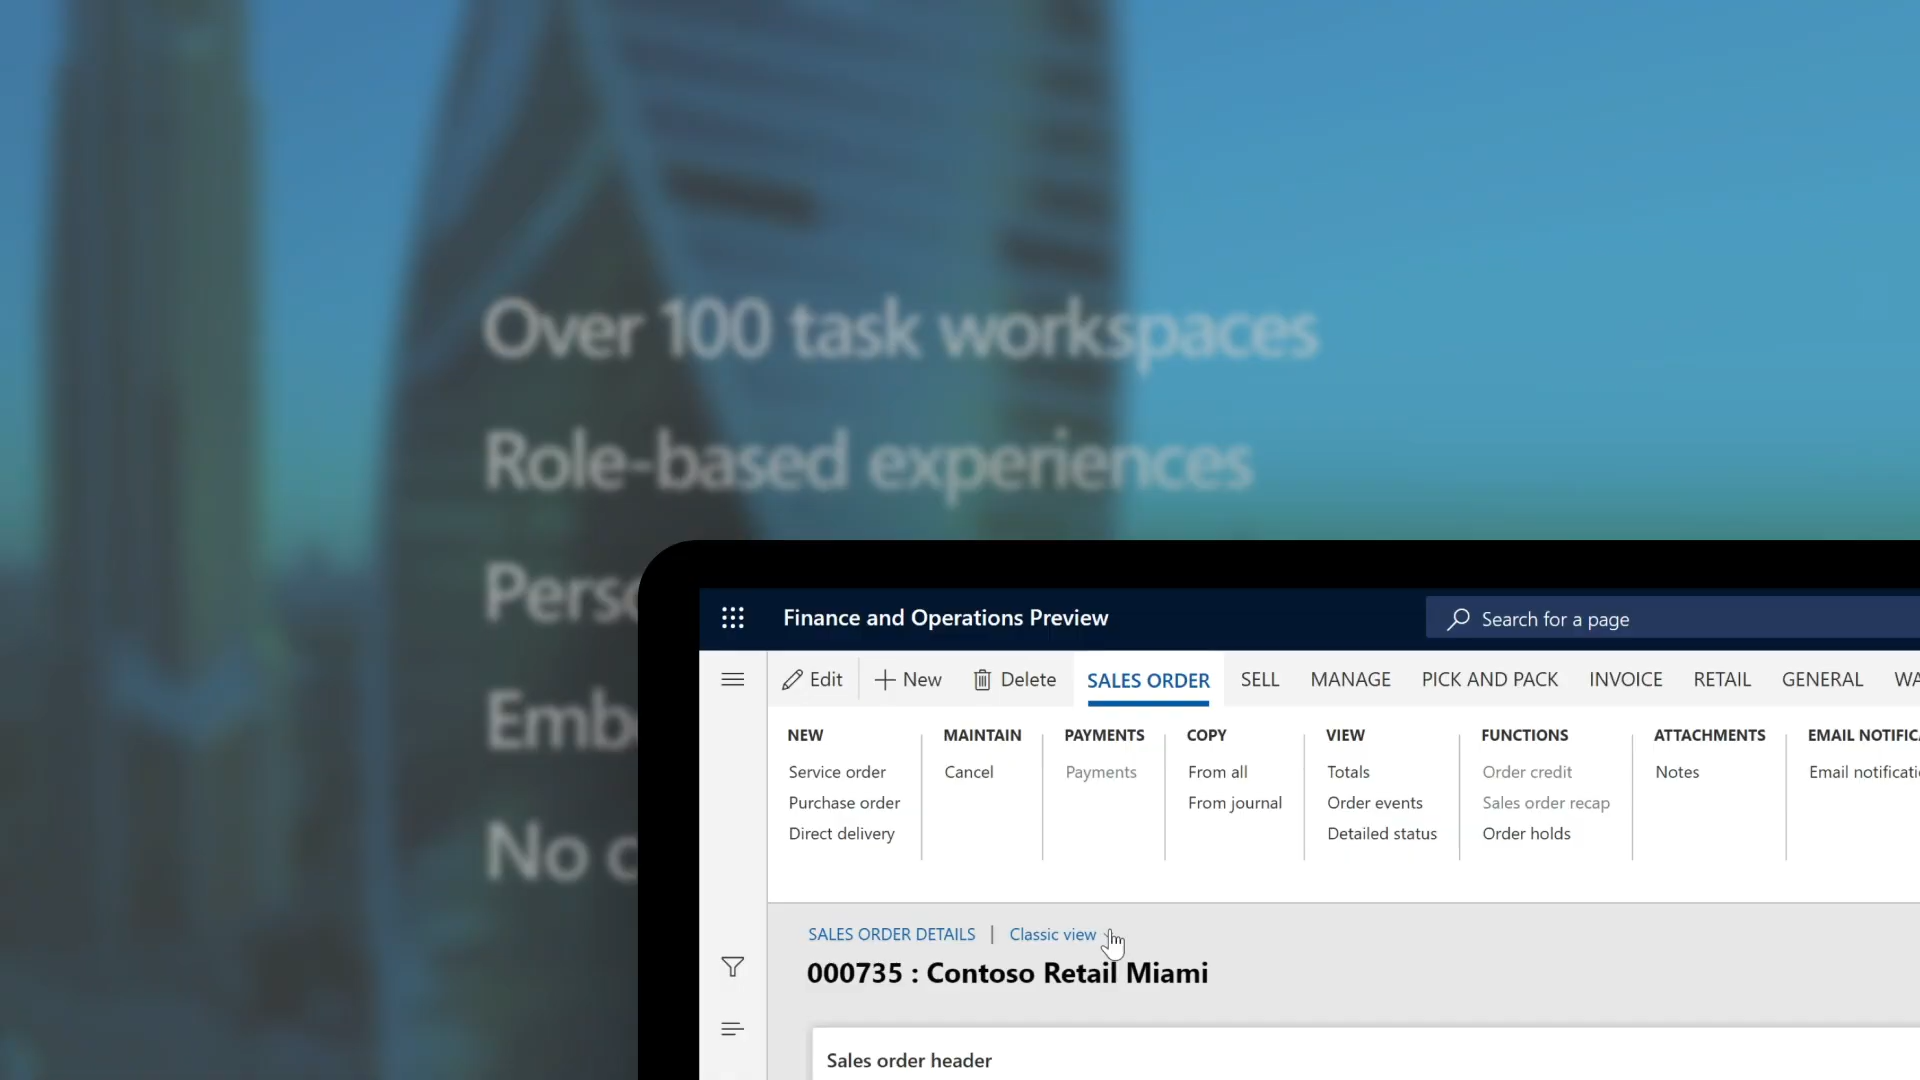 Over 100 task workspaces
Role-based experiences
Finance and Operations Preview
Search for a page
Edit
New
Delete
SALES ORDER
SELL
MANAGE
PICK AND PACK
INVOICE
RETAIL
GENERAL
NEW
Service order
Purchase order
Direct delivery
MAINTAIN
Cancel
PAYMENTS
Payments
COPY
From all
From journal
VIEW
Totals
Order events
Detailed status
FUNCTIONS
Order credit
Sales order recap
Order holds
ATTACHMENTS
Notes
EMAIL
Email
SALES ORDER DETAILS | Classic view
000735 : Contoso Retail Miami
Sales order header
No